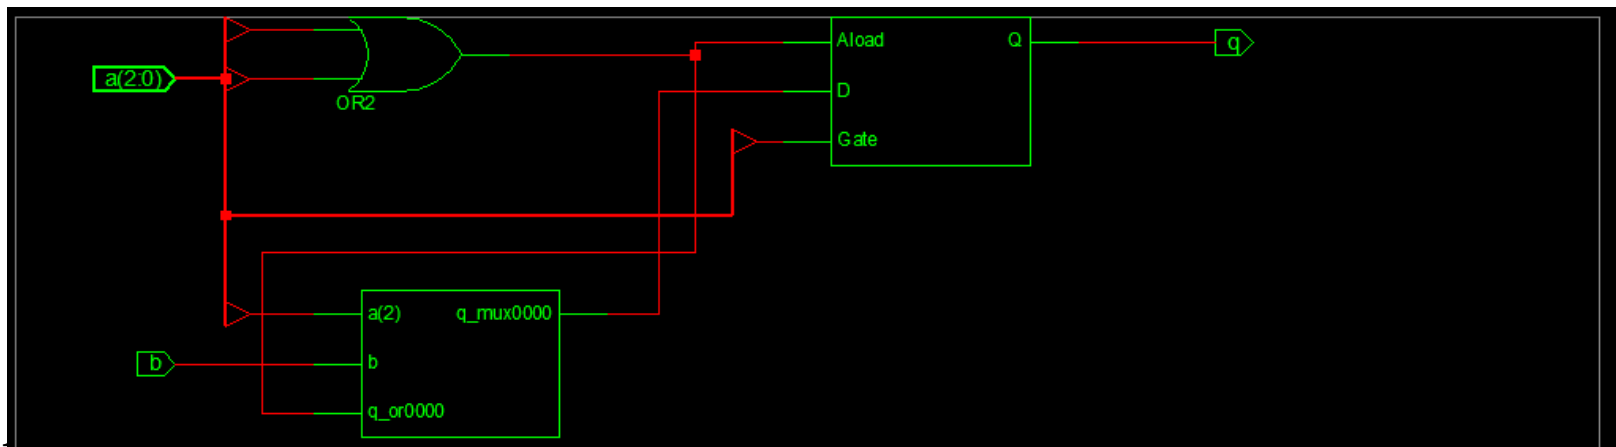 Aload
Q
q
a(2:0)
D
OR2
Gate
a(2)
q_mux0000
b
b
q_or0000